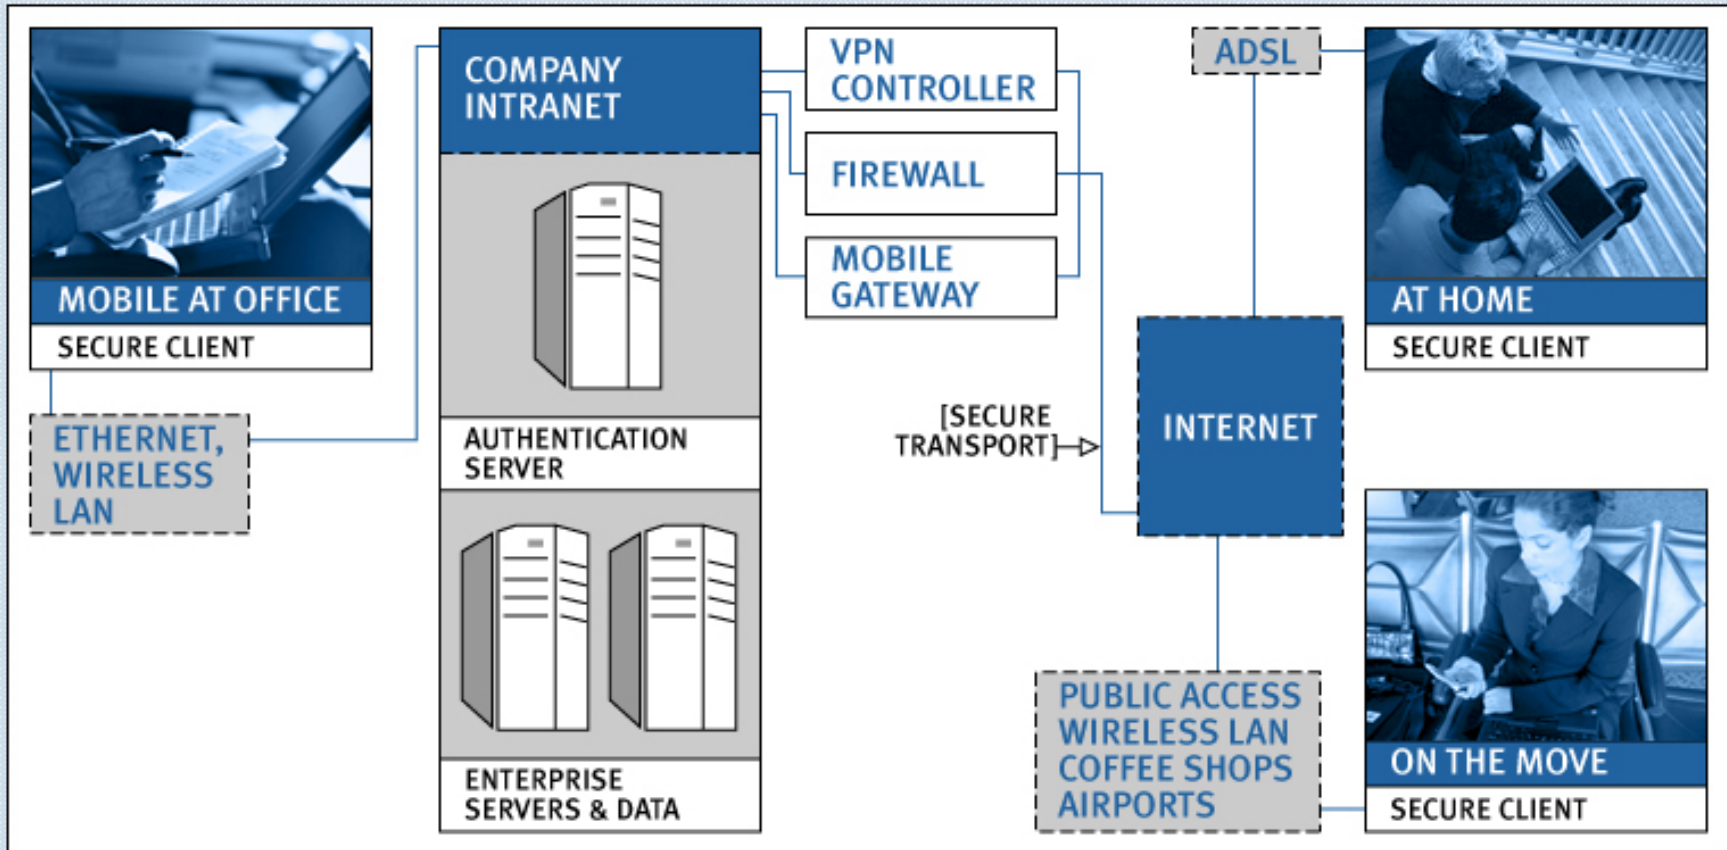 MOBILE AT OFFICE
SECURE CLIENT
ETHERNET,
WIRELESS
LAN
COMPANY
INTRANET
AUTHENTICATION
SERVER
ENTERPRISE
SERVERS & DATA
VPN
CONTROLLER
FIREWALL
MOBILE
GATEWAY
[SECURE
TRANSPORT]
ADSL
INTERNET
PUBLIC ACCESS
WIRELESS LAN
COFFEE SHOPS
AIRPORTS
AT HOME
SECURE CLIENT
ON THE MOVE
SECURE CLIENT